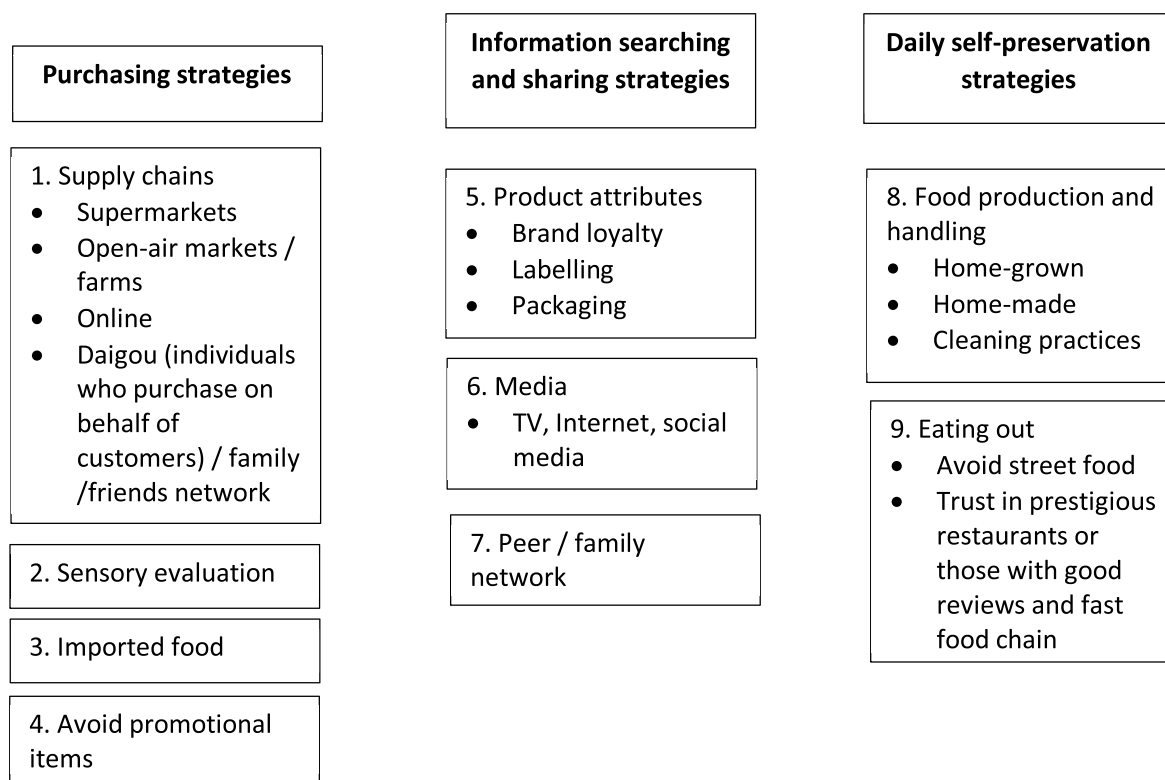 Purchasing strategies
1. Supply chains
• Supermarkets
• Open-air markets /
farms
• Online
• Daigou (individuals
who purchase on
behalf of
customers) / family
/friends network
2. Sensory evaluation
3. Imported food
4. Avoid promotional
items
Information searching
and sharing strategies
5. Product attributes
• Brand loyalty
• Labelling
• Packaging
6. Media
• TV, Internet, social
media
7. Peer / family
network
Daily self-preservation
strategies
8. Food production and
handling
• Home-grown
• Home-made
• Cleaning practices
9. Eating out
• Avoid street food
• Trust in prestigious
restaurants or
those with good
reviews and fast
food chain